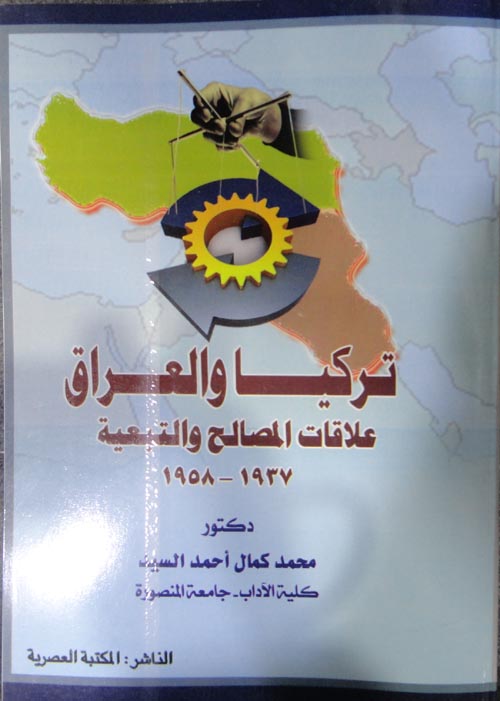 تركيا والعراق
علاقات المصالح والتبعية
١٩٣٧ - ١٩٥٨
دكتور
محمد كمال أحمد السيد
كلية الآداب - جامعة المنصورة
الناشر : المكتبة العصرية